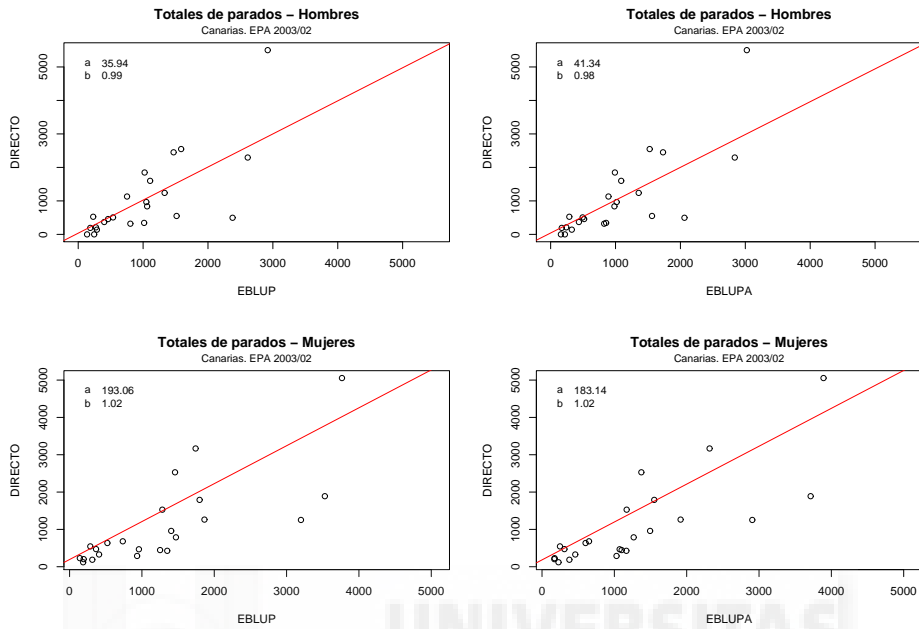 Totales de parados – Hombres
Canarias. EPA 2003/02
a 35.94
b 0.99
DIRECTO
0 1000 3000 5000
0 1000 2000 3000 4000 5000
EBLUP
Totales de parados – Hombres
Canarias. EPA 2003/02
a 41.34
b 0.98
DIRECTO
0 1000 3000 5000
0 1000 2000 3000 4000 5000
EBLUPA
Totales de parados – Mujeres
Canarias. EPA 2003/02
a 193.06
b 1.02
DIRECTO
0 1000 2000 3000 4000 5000
0 1000 2000 3000 4000 5000
EBLUP
Totales de parados – Mujeres
Canarias. EPA 2003/02
a 183.14
b 1.02
DIRECTO
0 1000 2000 3000 4000 5000
0 1000 2000 3000 4000 5000
EBLUPA
UNIVERSITAS